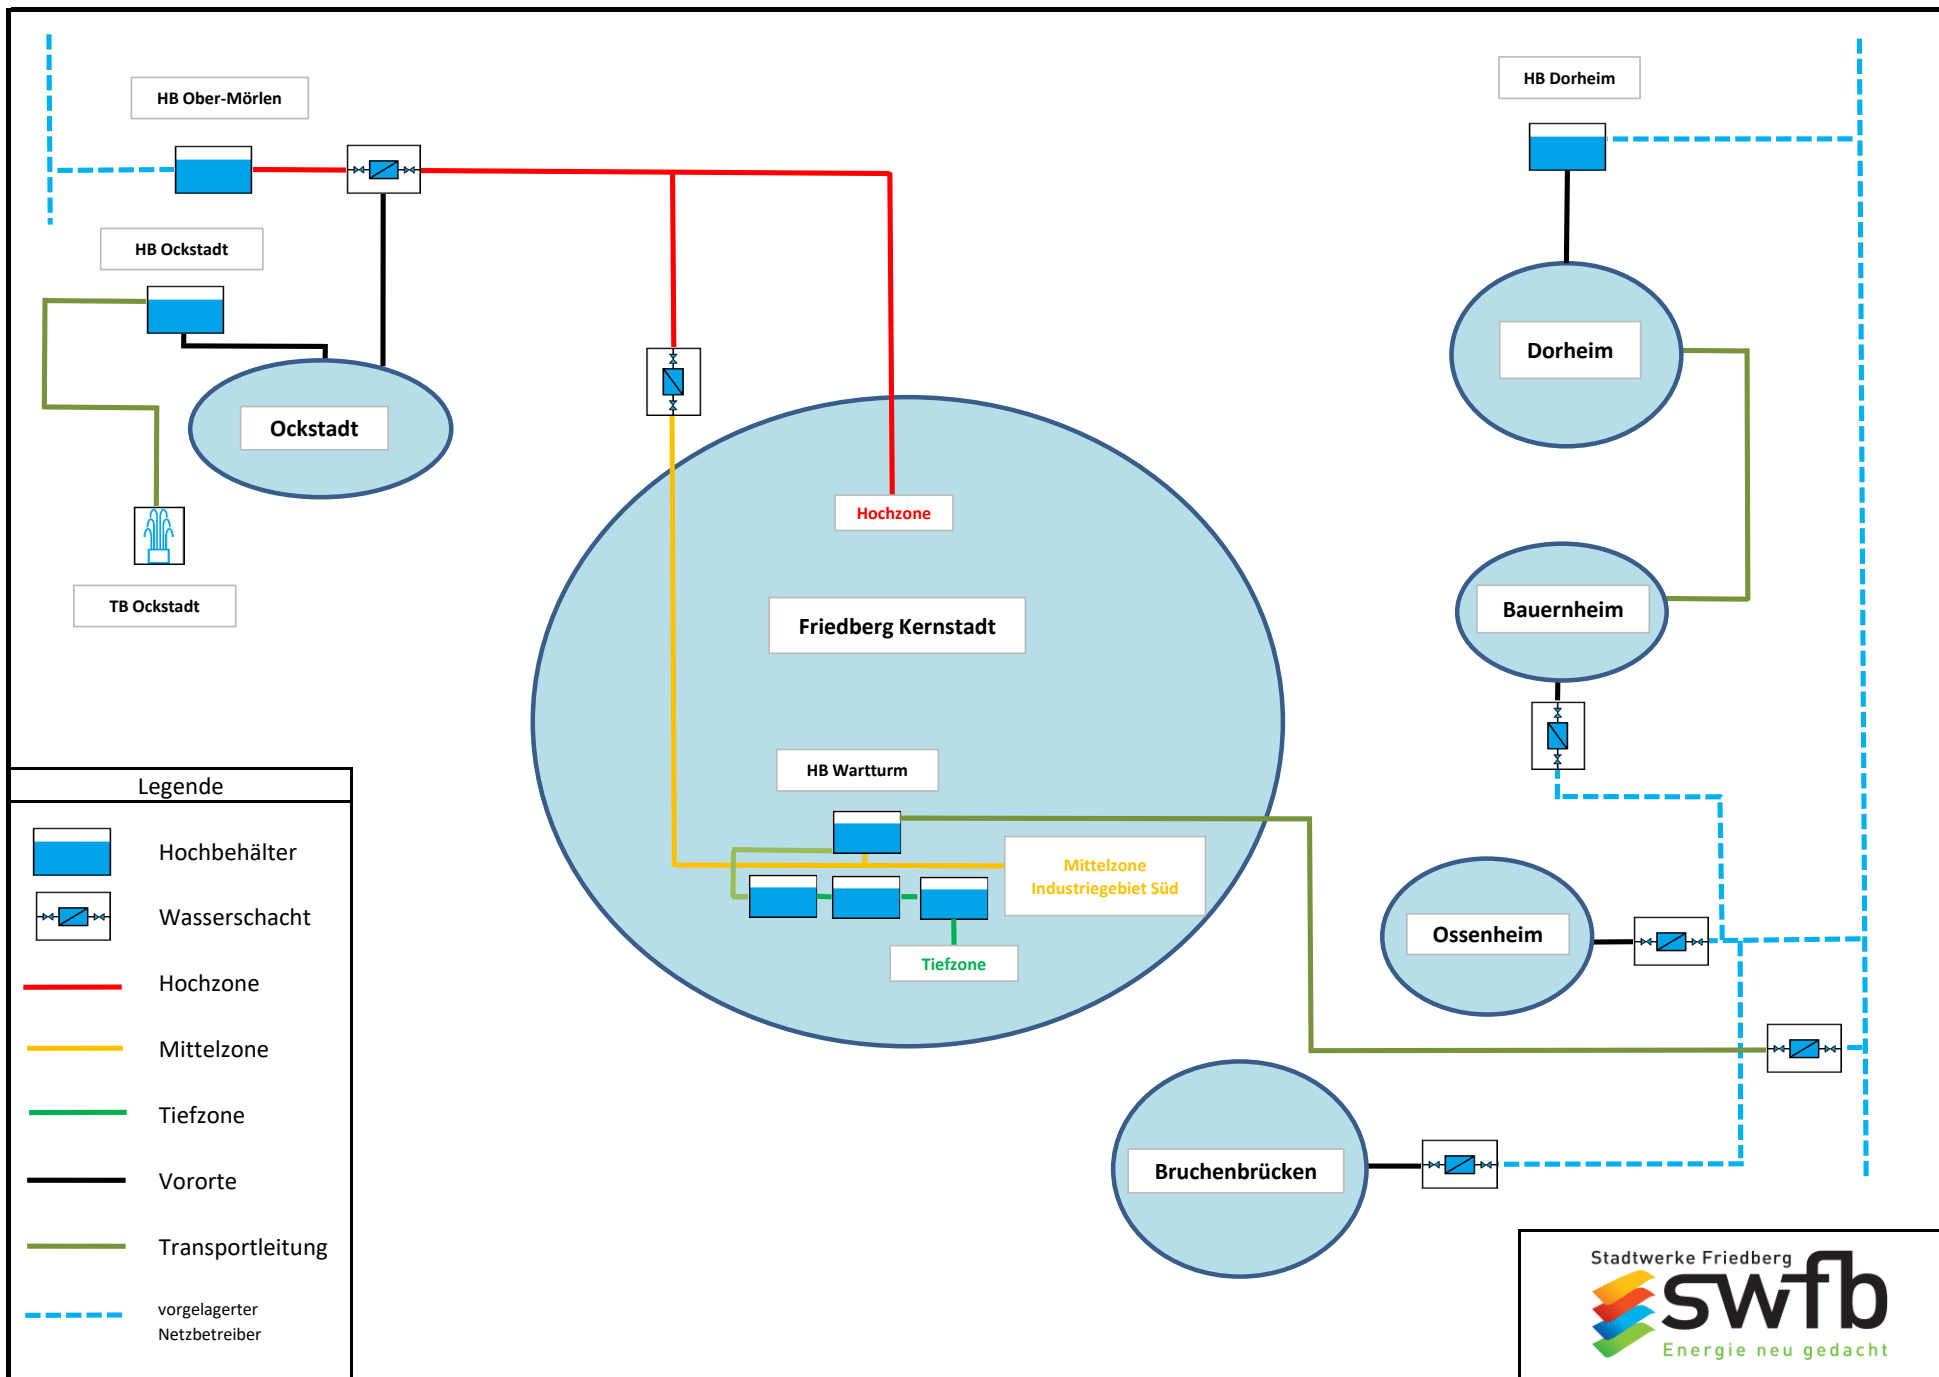 HB Ober-Mörlen
HB Dorheim
HB Ockstadt
Dorheim
Ockstadt
Hochzone
TB Ockstadt
Friedberg Kernstadt
Bauernheim
HB Wartturm
Mittelzone
Industriegebiet Süd
Tiefzone
Ossenheim
Bruchenbrücken
Legende
Hochbehälter
Wasserschacht
Hochzone
Mittelzone
Tiefzone
Vororte
Transportleitung
vorgelagerter
Netzbetreiber
Stadtwerke Friedberg
swfb
Energie neu gedacht